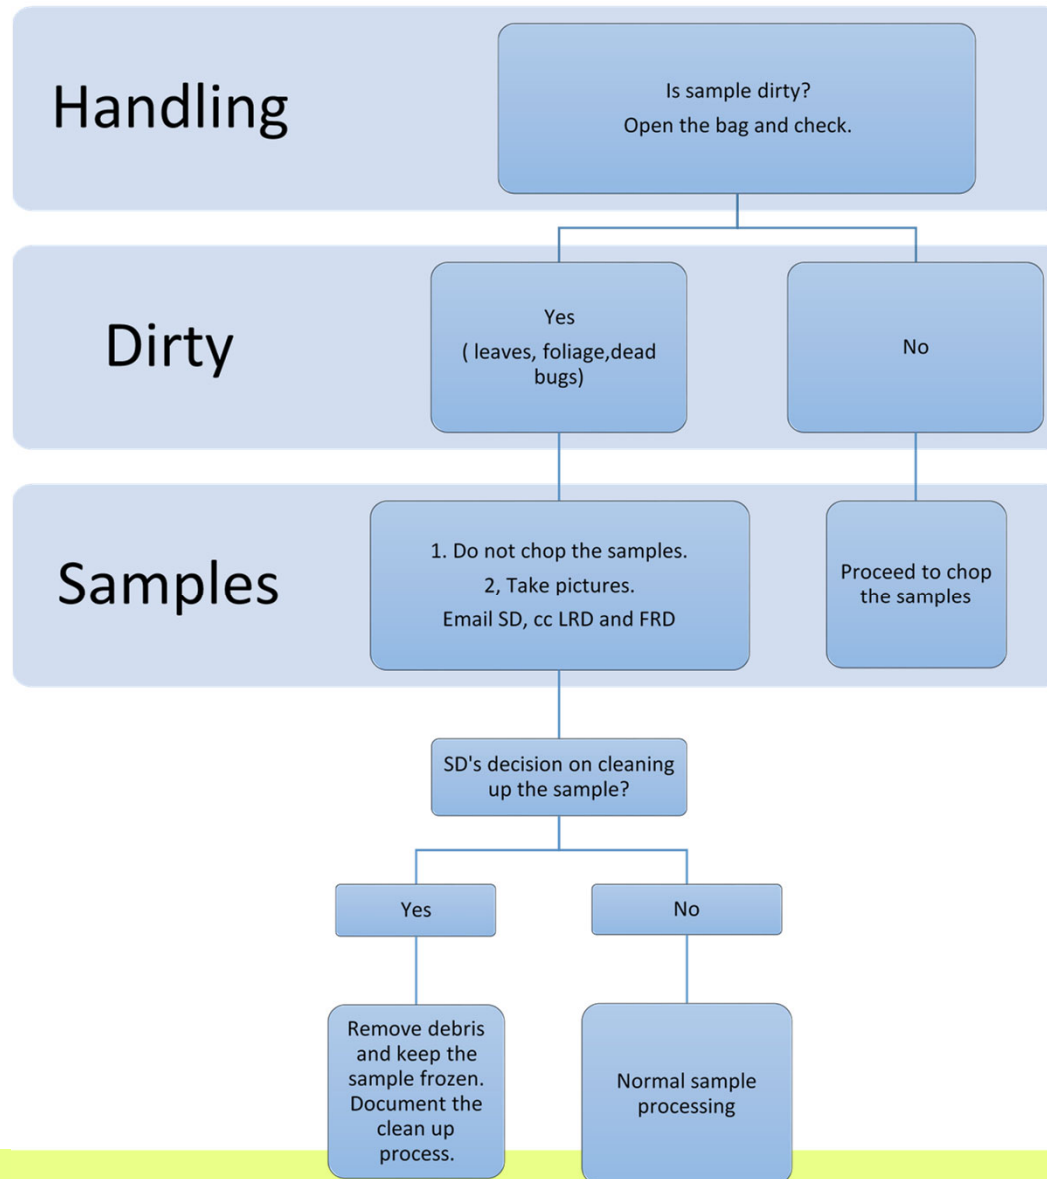 Handling
Is sample dirty?
Open the bag and check.
Dirty
Yes
( leaves, foliage,dead
bugs)
No
Samples
1. Do not chop the samples.
2, Take pictures.
Email SD, cc LRD and FRD
Proceed to chop
the samples
SD's decision on cleaning
up the sample?
Yes
No
Remove debris
and keep the
sample frozen.
Document the
clean up
process.
Normal sample
processing